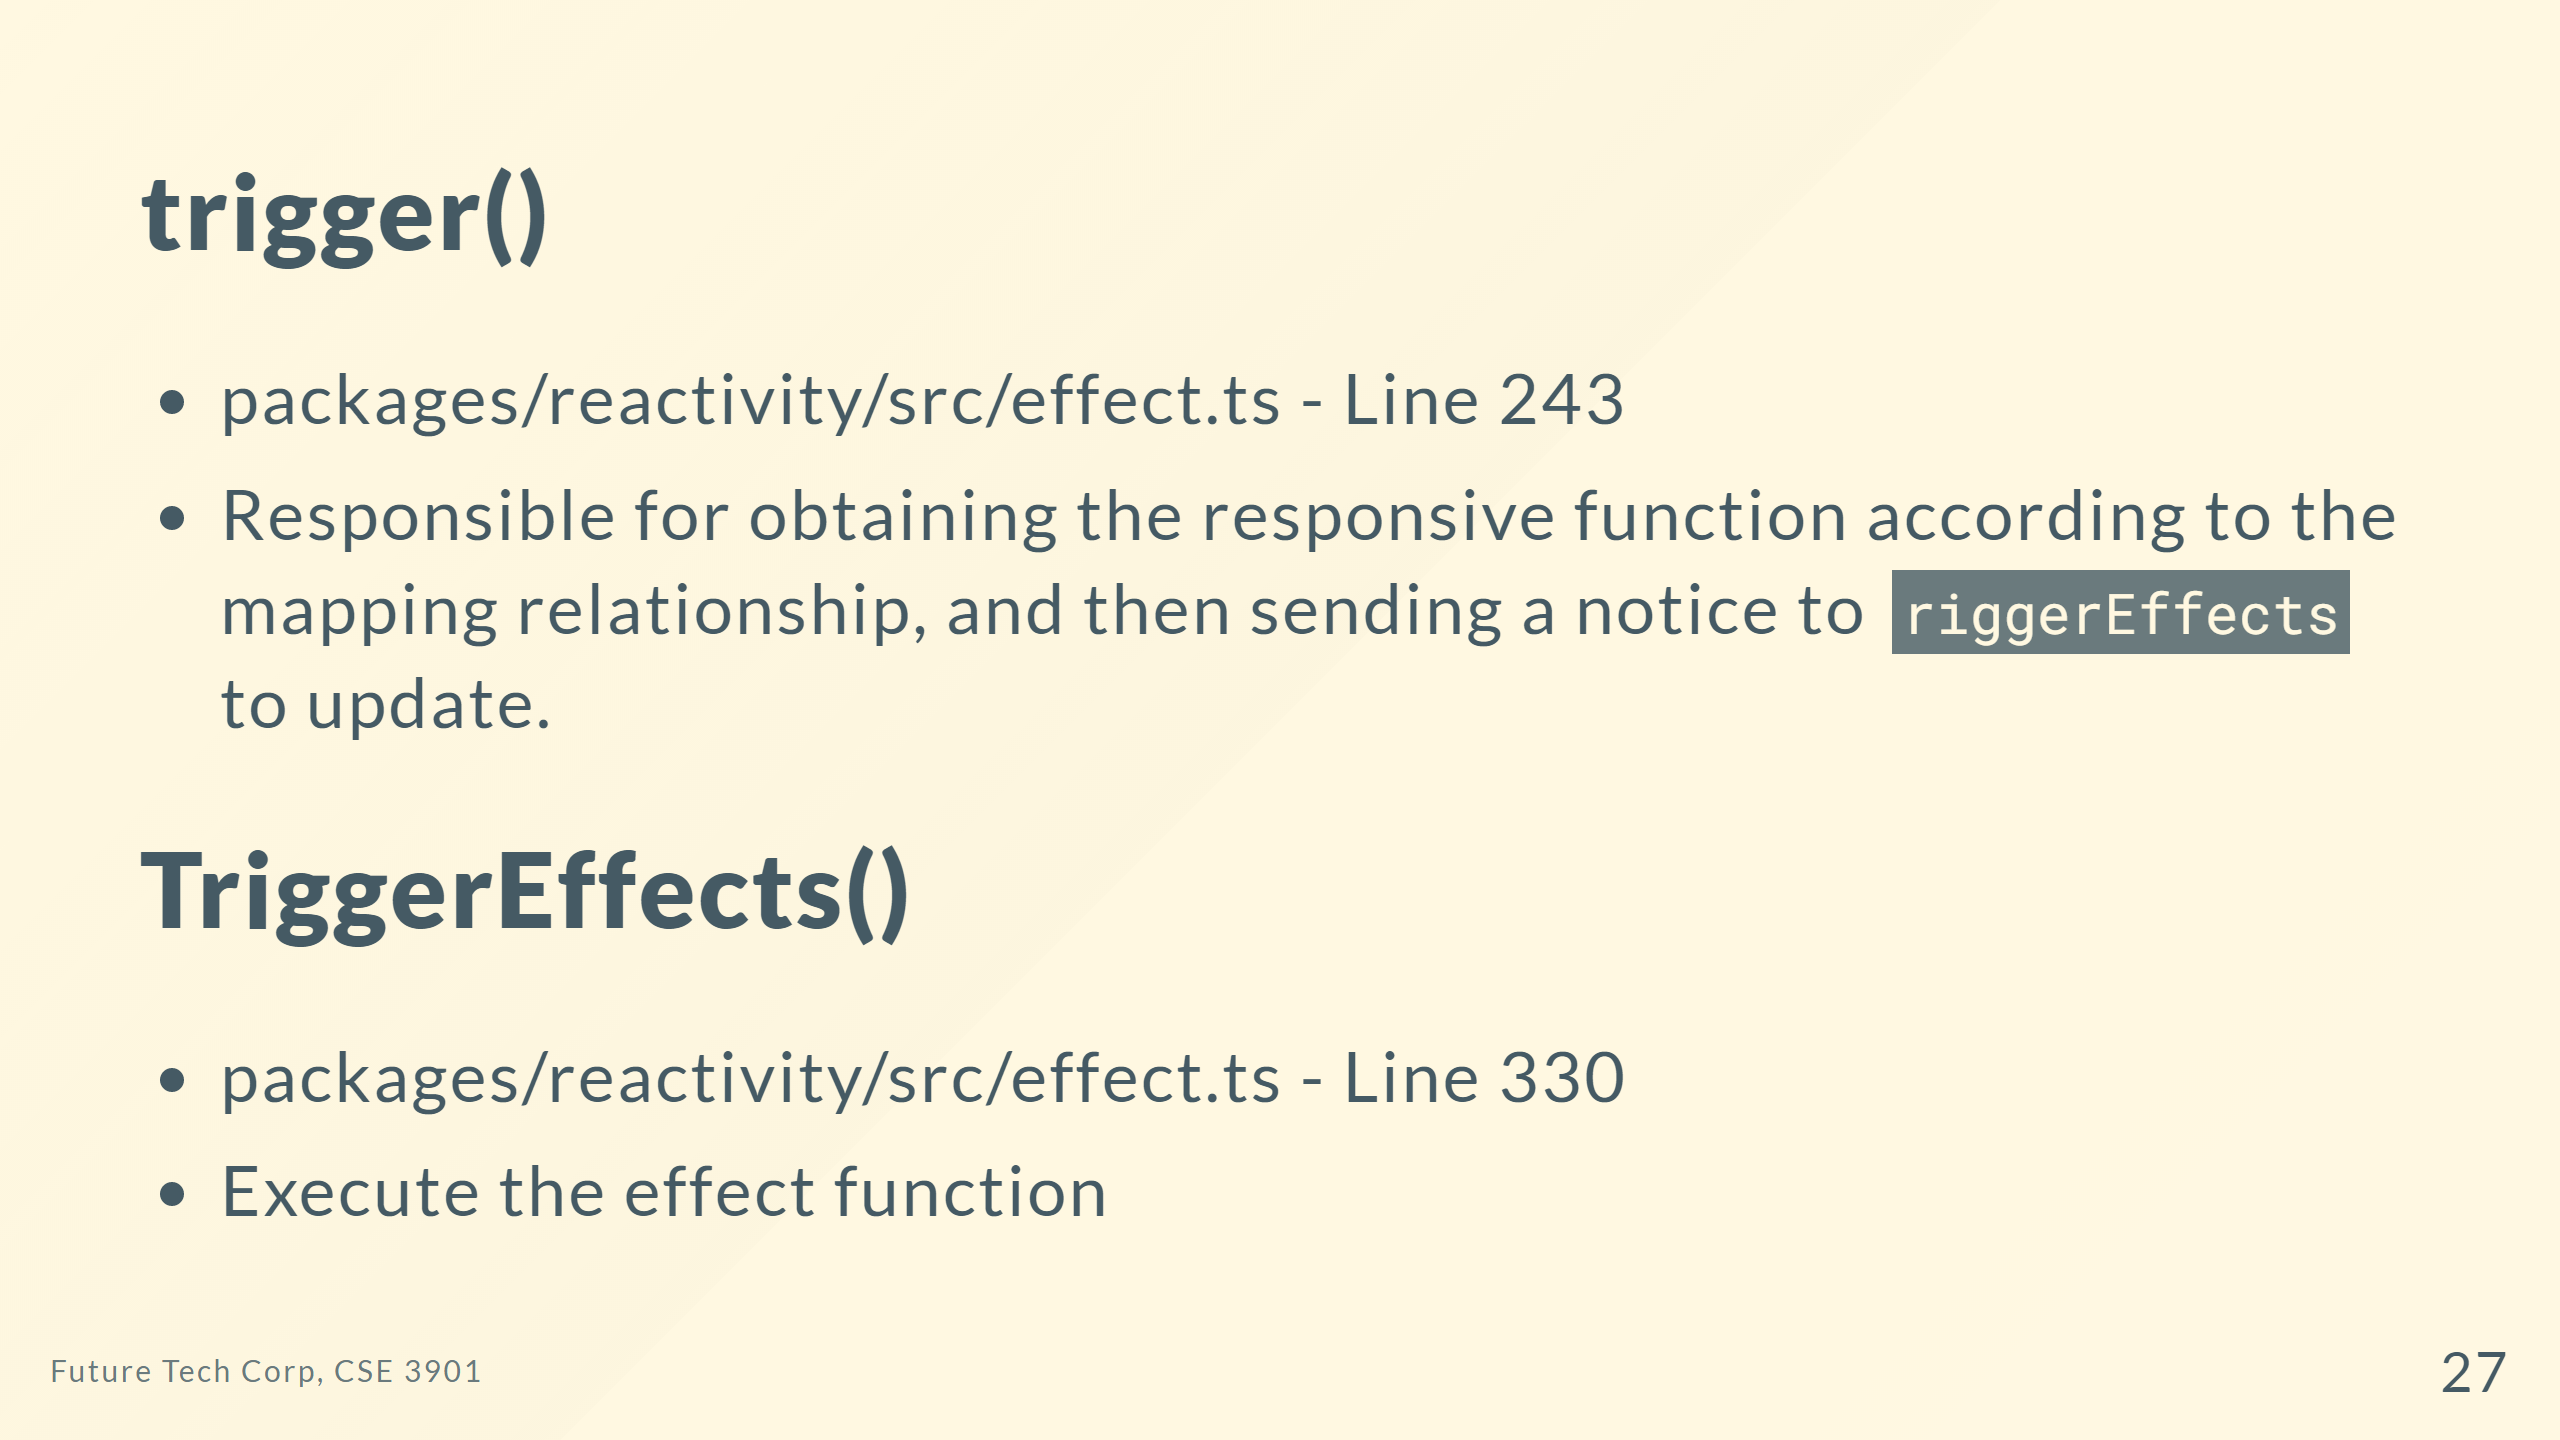 trigger()
• packages/reactivity/src/effect.ts - Line 243
• Responsible for obtaining the responsive function according to the
mapping relationship, and then sending a notice to riggerEffects
to update.
TriggerEffects()
• packages/reactivity/src/effect.ts - Line 330
• Execute the effect function
Future Tech Corp, CSE 3901
27